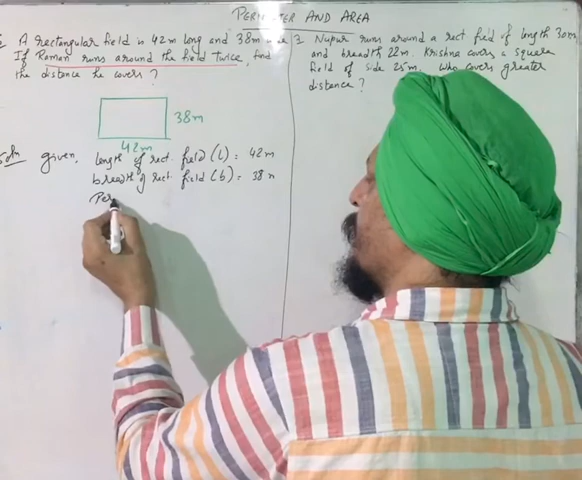 PERIMETER AND AREA
A rectangular field is 42m long and 38m
If Raman runs around the field twice, find
the distance he covers ?
38m
42m
Soln given. length of rect. field (l) = 42m
breadth of rect. field (b) = 38m
Per
3. Nupur runs around a rect field of length 30m
and breadth 22m. Krishna covers a square
field of side 25m. Who covers greater
distance ?